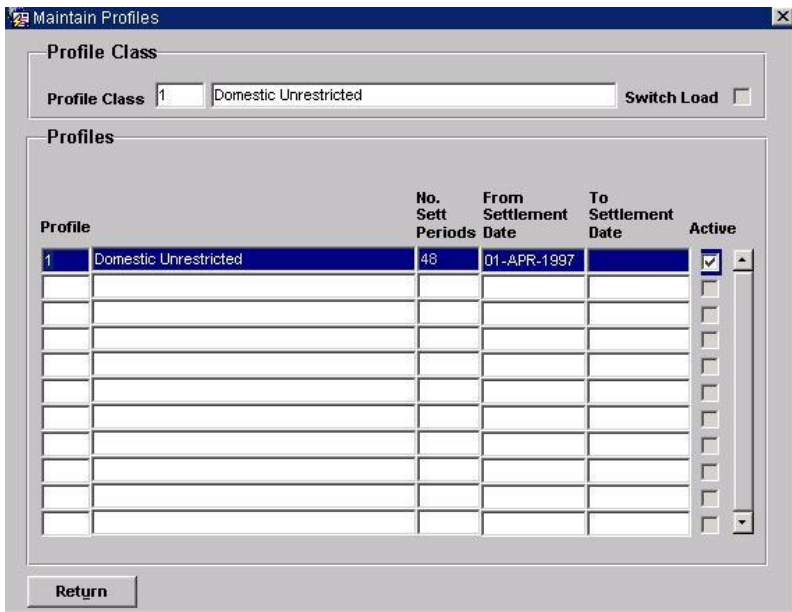 Maintain Profiles
Profile Class
Profile Class 1 Domestic Unrestricted Switch Load
Profiles
Profile No. Sett Periods From Settlement Date To Settlement Date Active
1 Domestic Unrestricted 48 01-APR-1997
Return